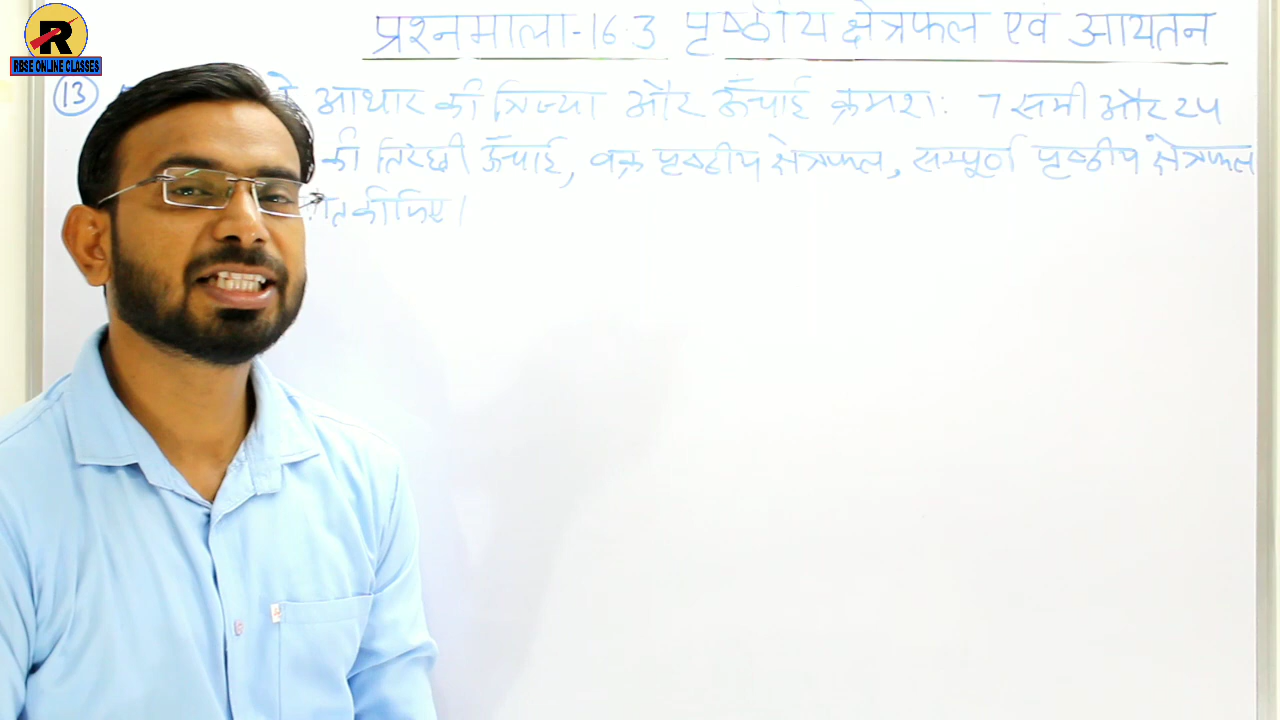 R
RBSE ONLINE CLASSES
प्रश्नमाला-16.3 पृष्ठीय क्षेत्रफल एवं आयतन
13 आधार की त्रिज्या और ऊँचाई क्रमशः 7 समी और 24
की तिरछी ऊँचाई, वक्र पृष्ठीय क्षेत्रफल, सम्पूर्ण पृष्ठीय क्षेत्रफल
कीजिए।